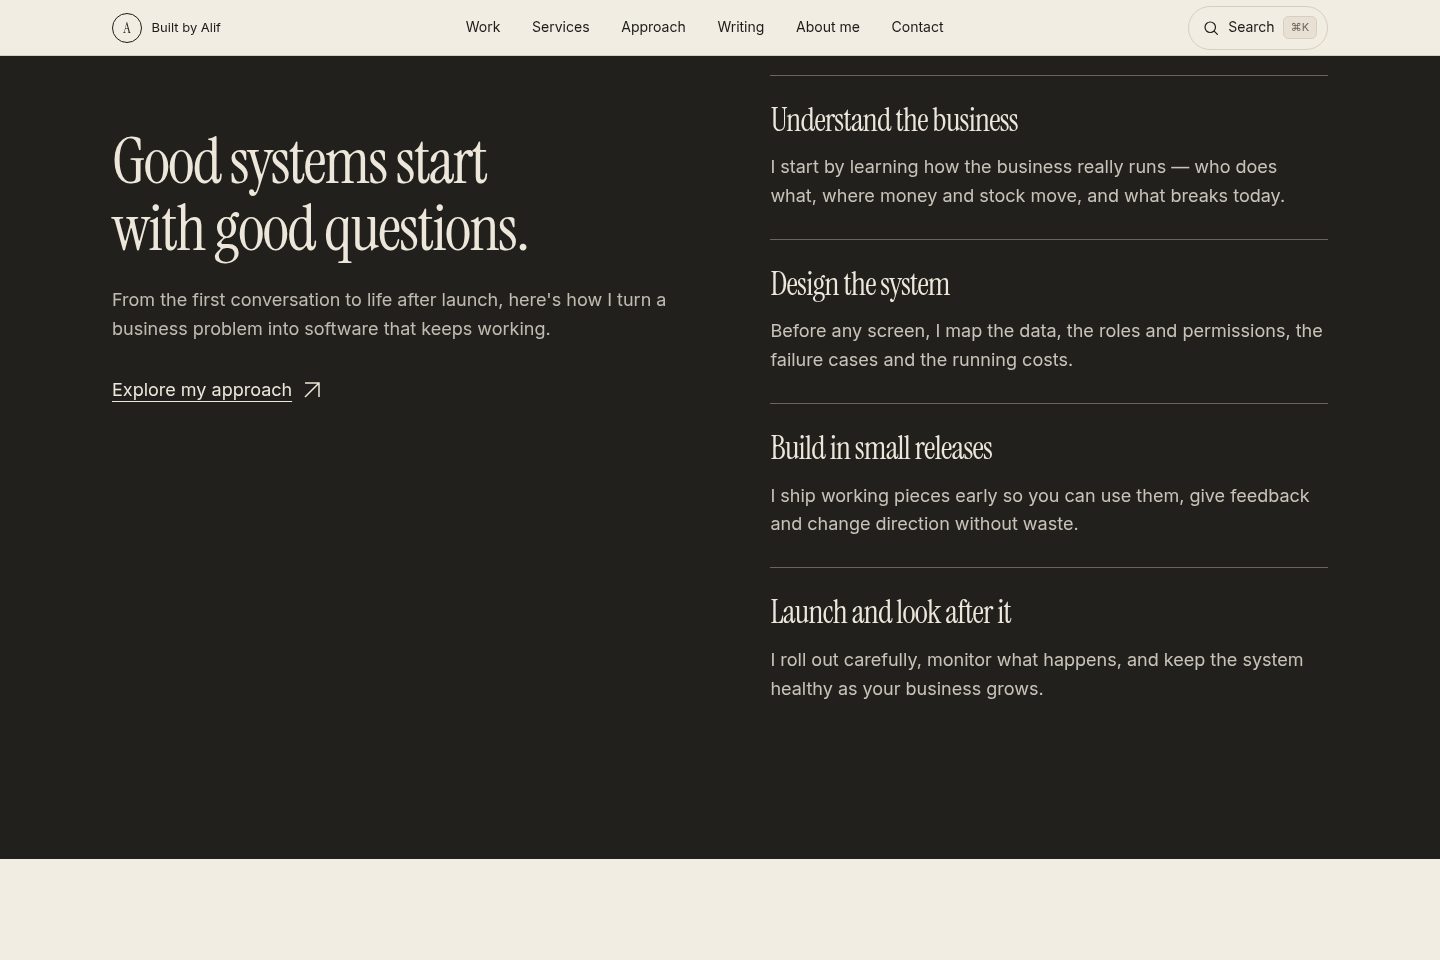 A
Built by Alif
Work
Services
Approach
Writing
About me
Contact
Search
⌘K
Good systems start
with good questions.
From the first conversation to life after launch, here's how I turn a
business problem into software that keeps working.
Explore my approach
Understand the business
I start by learning how the business really runs — who does
what, where money and stock move, and what breaks today.
Design the system
Before any screen, I map the data, the roles and permissions, the
failure cases and the running costs.
Build in small releases
I ship working pieces early so you can use them, give feedback
and change direction without waste.
Launch and look after it
I roll out carefully, monitor what happens, and keep the system
healthy as your business grows.